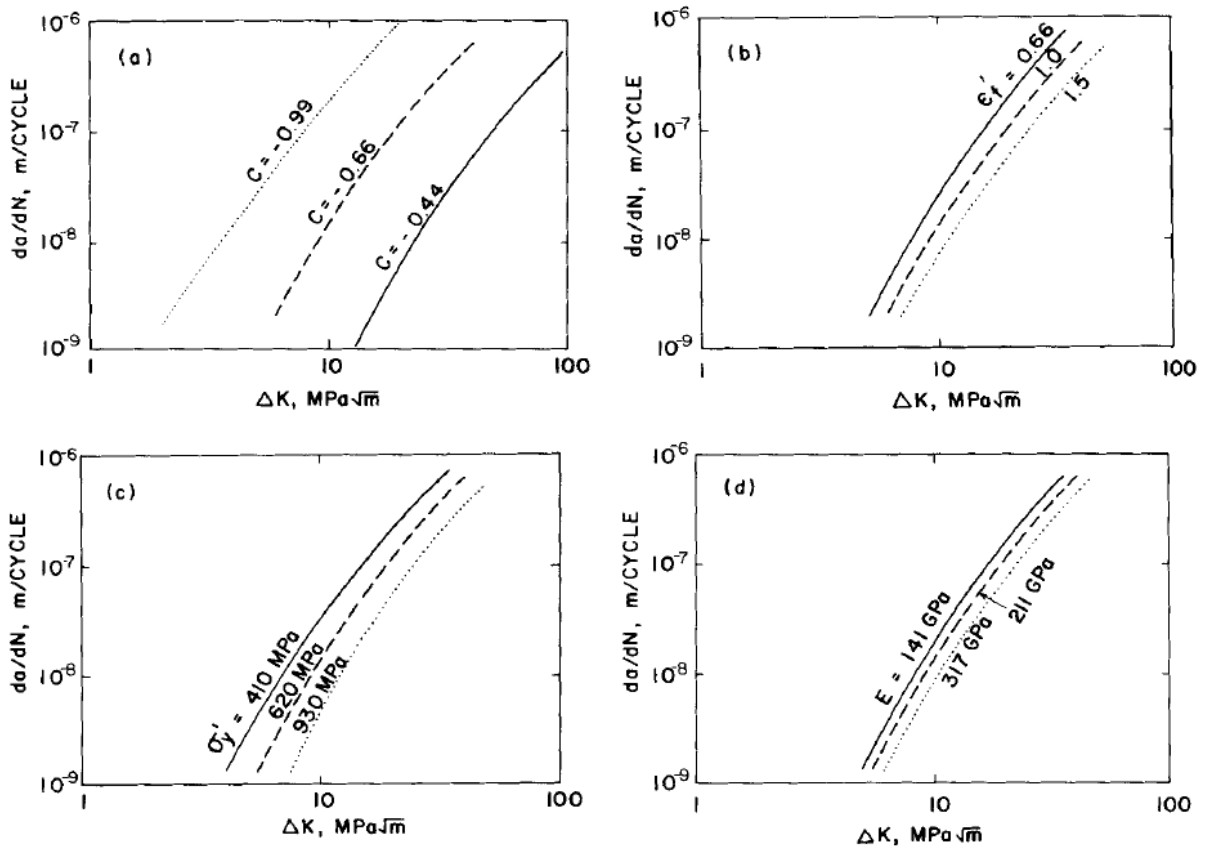 (a)
da/dN, m/CYCLE
10⁻⁶
10⁻⁷
10⁻⁸
10⁻⁹
C = - 0.99
C = - 0.66
C = - 0.44
1
10
100
ΔK, MPa√m
(b)
da/dN, m/CYCLE
10⁻⁶
10⁻⁷
10⁻⁸
10⁻⁹
ε'f = 0.66
1.0
1.5
1
10
100
ΔK, MPa√m
(c)
da/dN, m/CYCLE
10⁻⁶
10⁻⁷
10⁻⁸
10⁻⁹
σ'y = 410 MPa
620 MPa
930 MPa
1
10
100
ΔK, MPa√m
(d)
da/dN, m/CYCLE
10⁻⁶
10⁻⁷
10⁻⁸
10⁻⁹
E = 141 GPa
317 GPa
211 GPa
1
10
100
ΔK, MPa√m